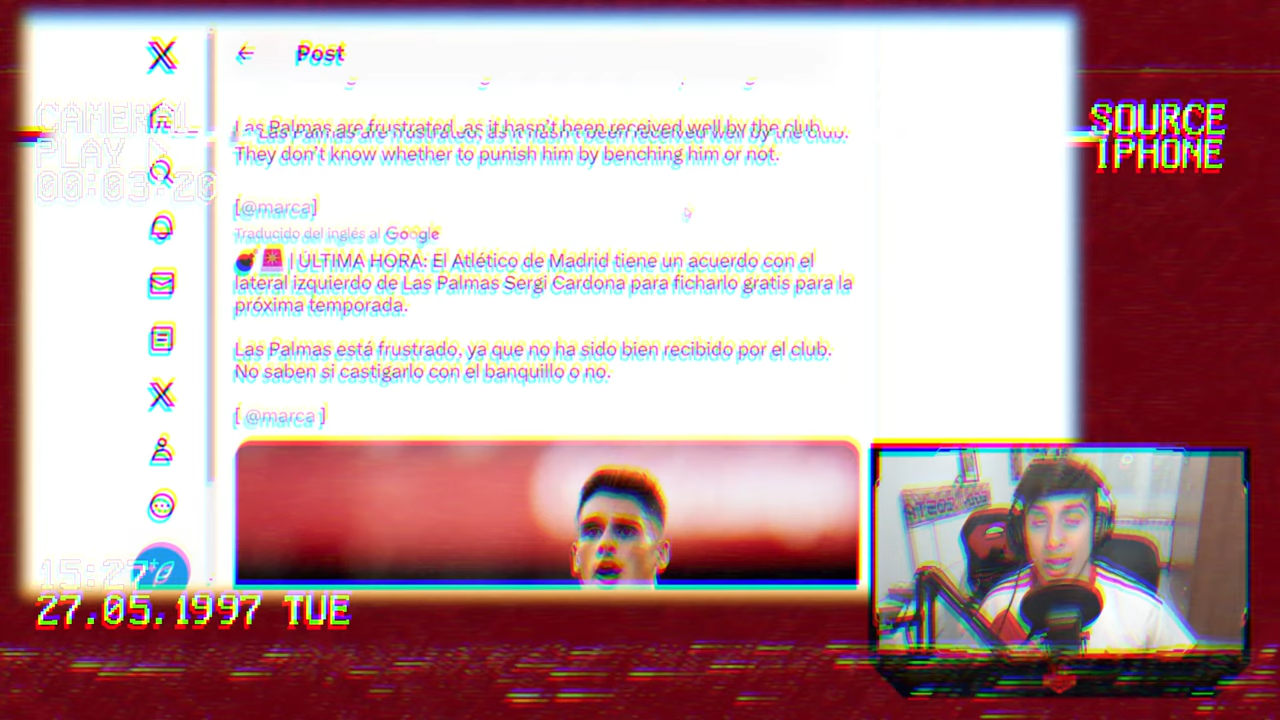 Post
CAMERA1
PLAY
00:03:20
SOURCE
IPHONE
Las Palmas are frustrated, as it hasn't been received well by the club.
They don't know whether to punish him by benching him or not.
[@marca]
Traducido del inglés al Google
💣🚨 | ÚLTIMA HORA: El Atlético de Madrid tiene un acuerdo con el
lateral izquierdo de Las Palmas Sergi Cardona para ficharlo gratis para la
próxima temporada.
Las Palmas está frustrado, ya que no ha sido bien recibido por el club.
No saben si castigarlo con el banquillo o no.
[ @marca ]
27.05.1997 TUE